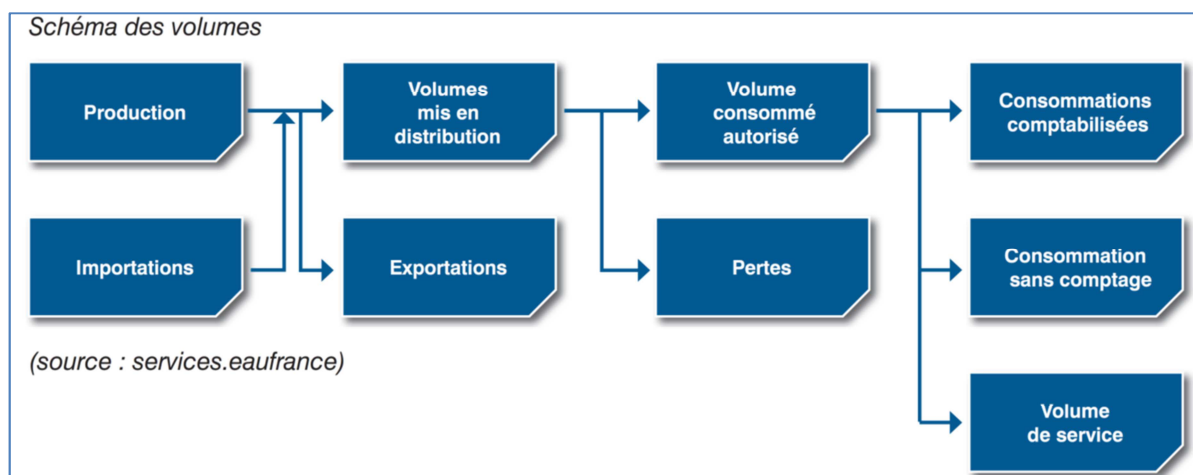 Schéma des volumes
Production
Volumes
mis en
distribution
Volume
consommé
autorisé
Consommations
comptabilisées
Importations
Exportations
Pertes
Consommation
sans comptage
(source : services.eaufrance)
Volume
de service